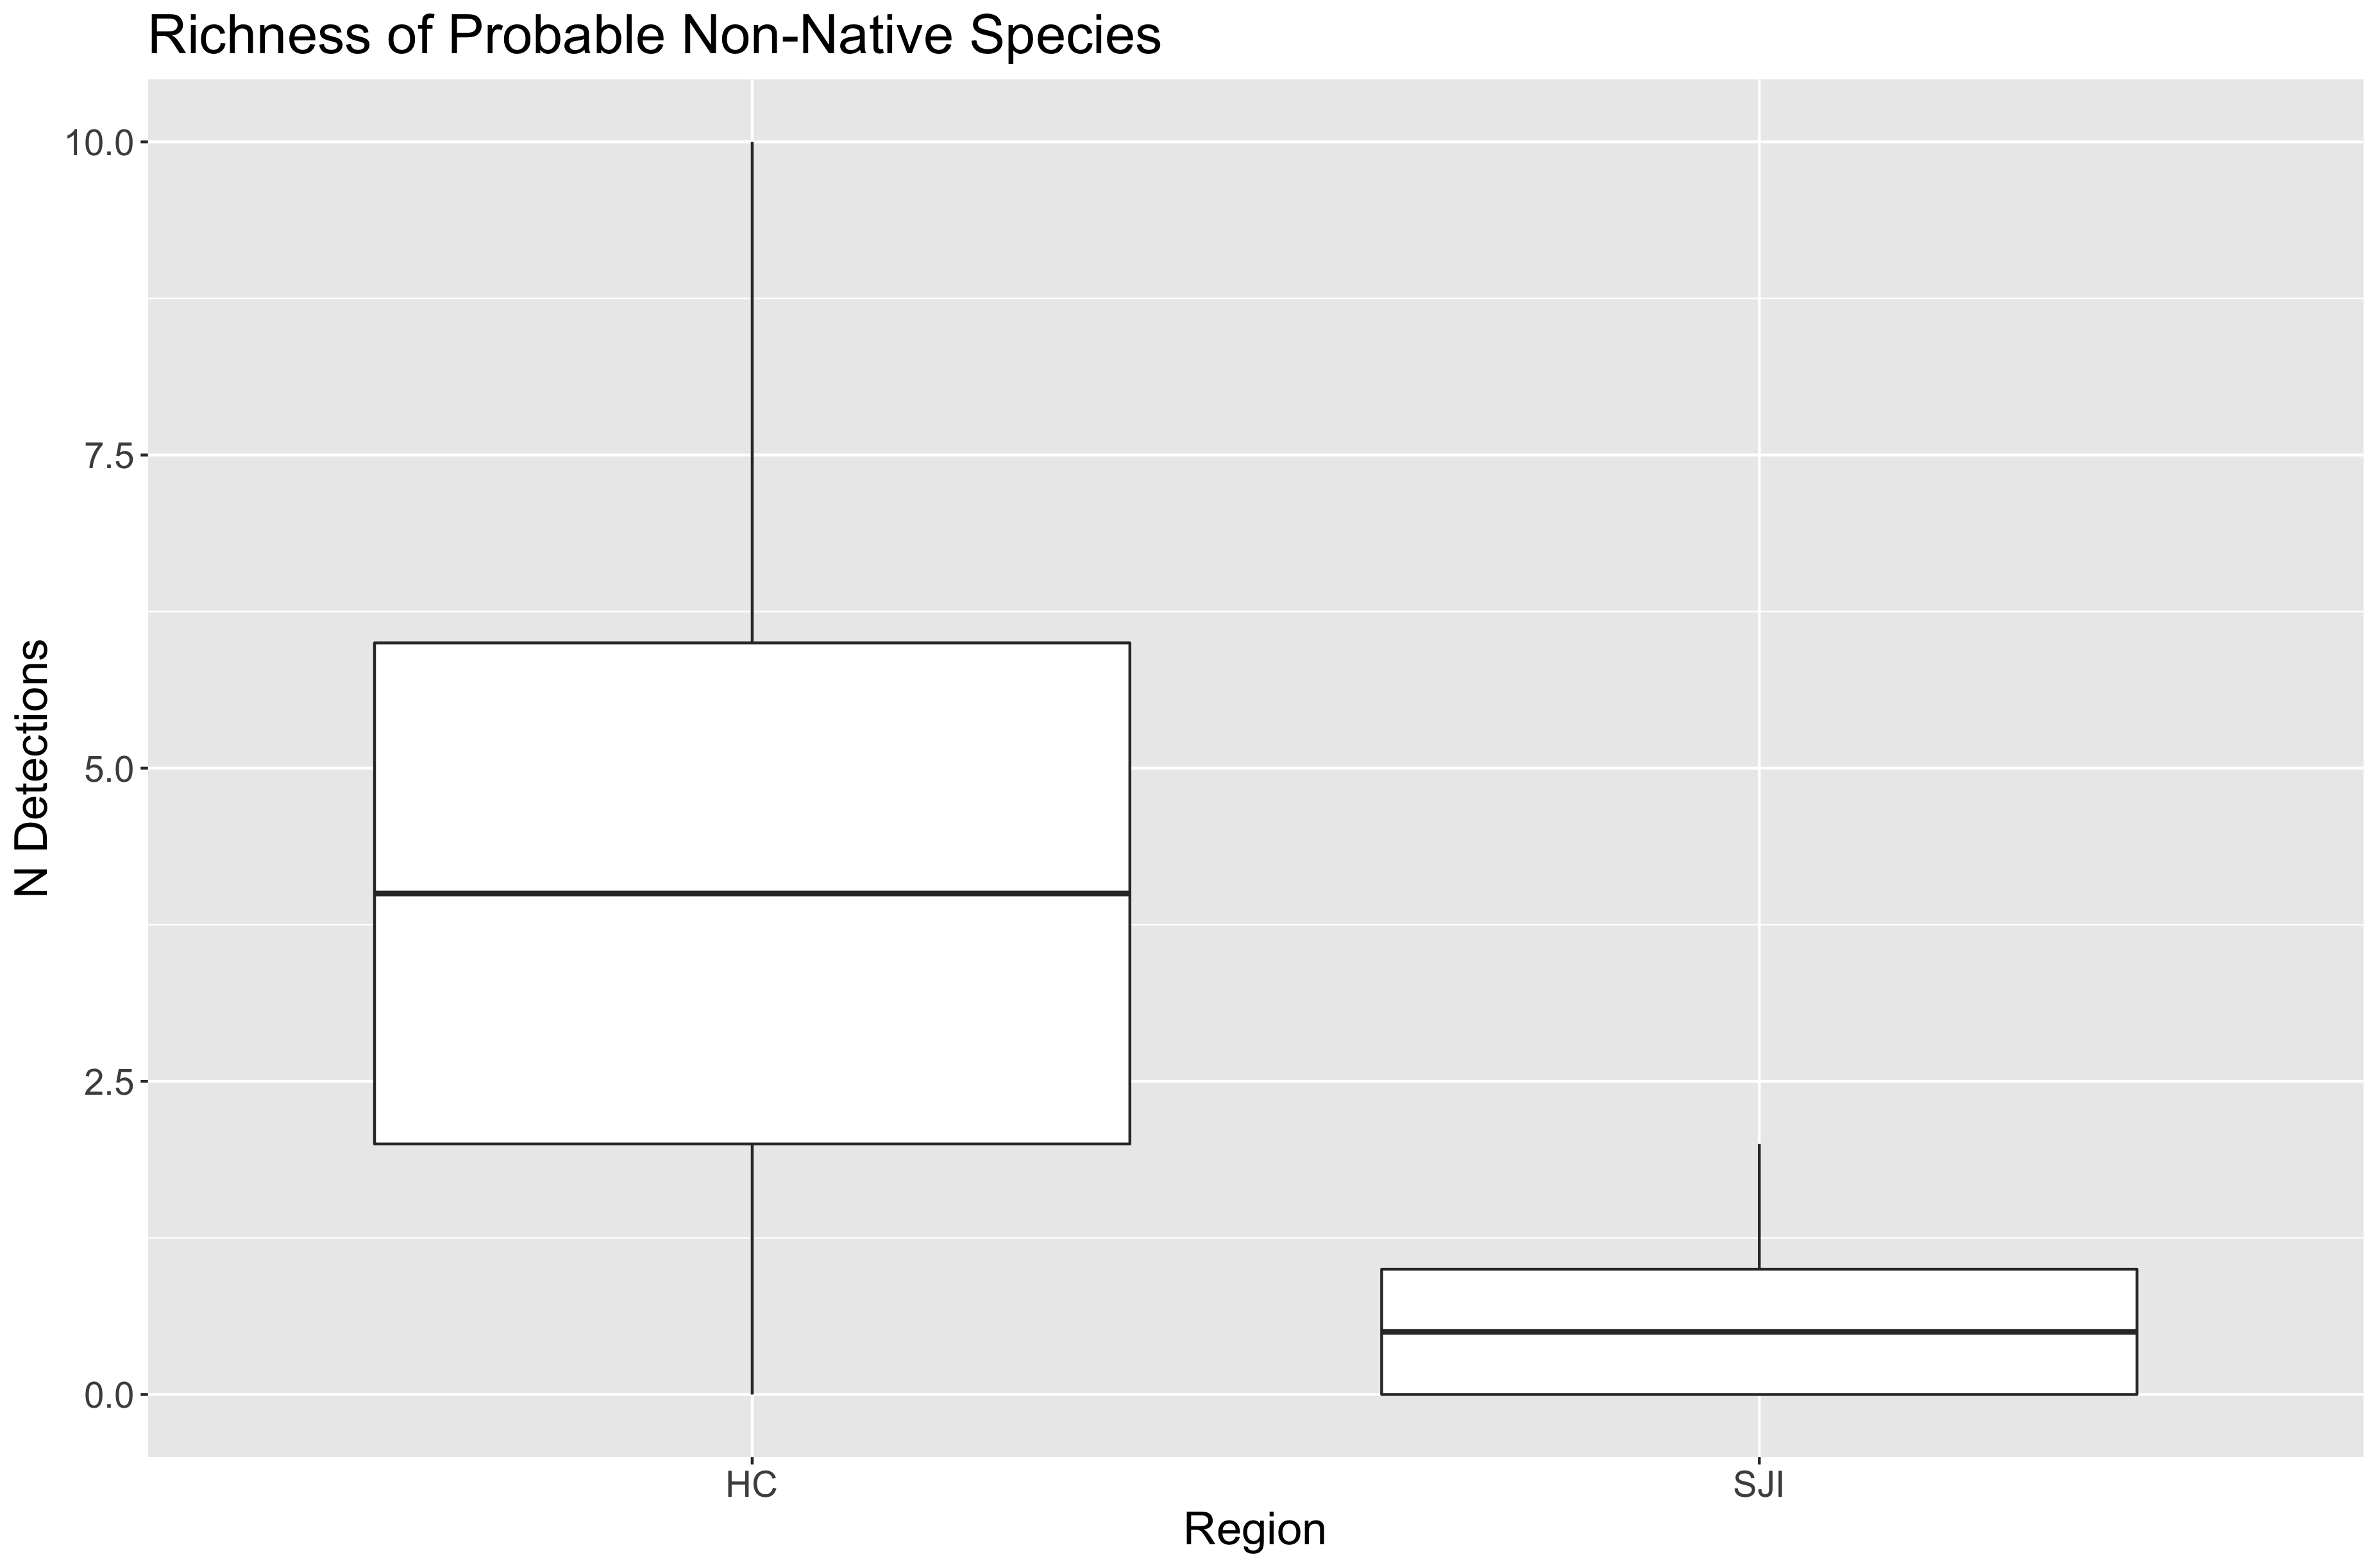 Richness of Probable Non-Native Species
N Detections
10.0
7.5
5.0
2.5
0.0
HC
SJI
Region